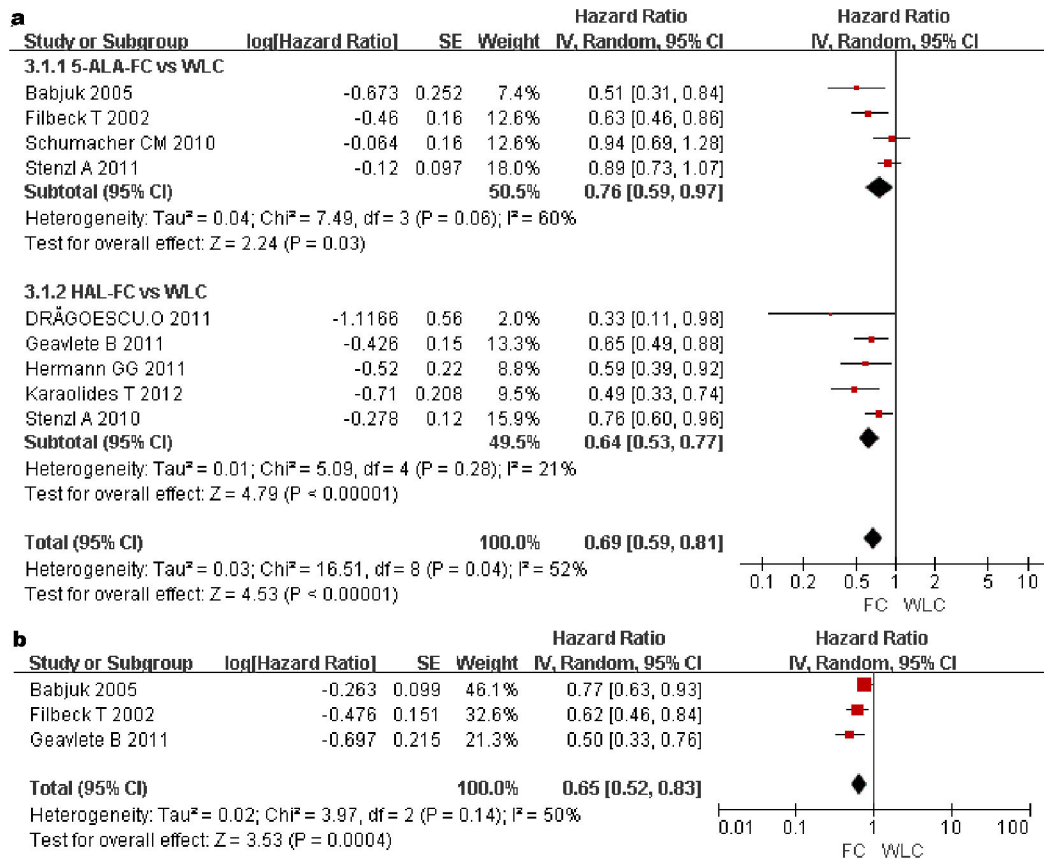 a
Hazard Ratio Hazard Ratio
Study or Subgroup log[Hazard Ratio] SE Weight IV, Random, 95% CI IV, Random, 95% CI
3.1.1 5-ALA-FC vs WLC
Babjuk 2005 -0.673 0.252 7.4% 0.51 [0.31, 0.84]
Filbeck T 2002 -0.46 0.16 12.6% 0.63 [0.46, 0.86]
Schumacher CM 2010 -0.064 0.16 12.6% 0.94 [0.69, 1.28]
Stenzl A 2011 -0.12 0.097 18.0% 0.89 [0.73, 1.07]
Subtotal (95% CI) 50.5% 0.76 [0.59, 0.97]
Heterogeneity: Tau² = 0.04; Chi² = 7.49, df = 3 (P = 0.06); I² = 60%
Test for overall effect: Z = 2.24 (P = 0.03)
3.1.2 HAL-FC vs WLC
DRĂGOESCU.O 2011 -1.1166 0.56 2.0% 0.33 [0.11, 0.98]
Geavlete B 2011 -0.426 0.15 13.3% 0.65 [0.49, 0.88]
Hermann GG 2011 -0.52 0.22 8.8% 0.59 [0.39, 0.92]
Karaolides T 2012 -0.71 0.208 9.5% 0.49 [0.33, 0.74]
Stenzl A 2010 -0.278 0.12 15.9% 0.76 [0.60, 0.96]
Subtotal (95% CI) 49.5% 0.64 [0.53, 0.77]
Heterogeneity: Tau² = 0.01; Chi² = 5.09, df = 4 (P = 0.28); I² = 21%
Test for overall effect: Z = 4.79 (P < 0.00001)
Total (95% CI) 100.0% 0.69 [0.59, 0.81]
Heterogeneity: Tau² = 0.03; Chi² = 16.51, df = 8 (P = 0.04); I² = 52%
Test for overall effect: Z = 4.53 (P < 0.00001)
0.1 0.2 0.5 1 2 5 10
FC WLC
b
Hazard Ratio Hazard Ratio
Study or Subgroup log[Hazard Ratio] SE Weight IV, Random, 95% CI IV, Random, 95% CI
Babjuk 2005 -0.263 0.099 46.1% 0.77 [0.63, 0.93]
Filbeck T 2002 -0.476 0.151 32.6% 0.62 [0.46, 0.84]
Geavlete B 2011 -0.697 0.215 21.3% 0.50 [0.33, 0.76]
Total (95% CI) 100.0% 0.65 [0.52, 0.83]
Heterogeneity: Tau² = 0.02; Chi² = 3.97, df = 2 (P = 0.14); I² = 50%
Test for overall effect: Z = 3.53 (P = 0.0004)
0.01 0.1 1 10 100
FC WLC